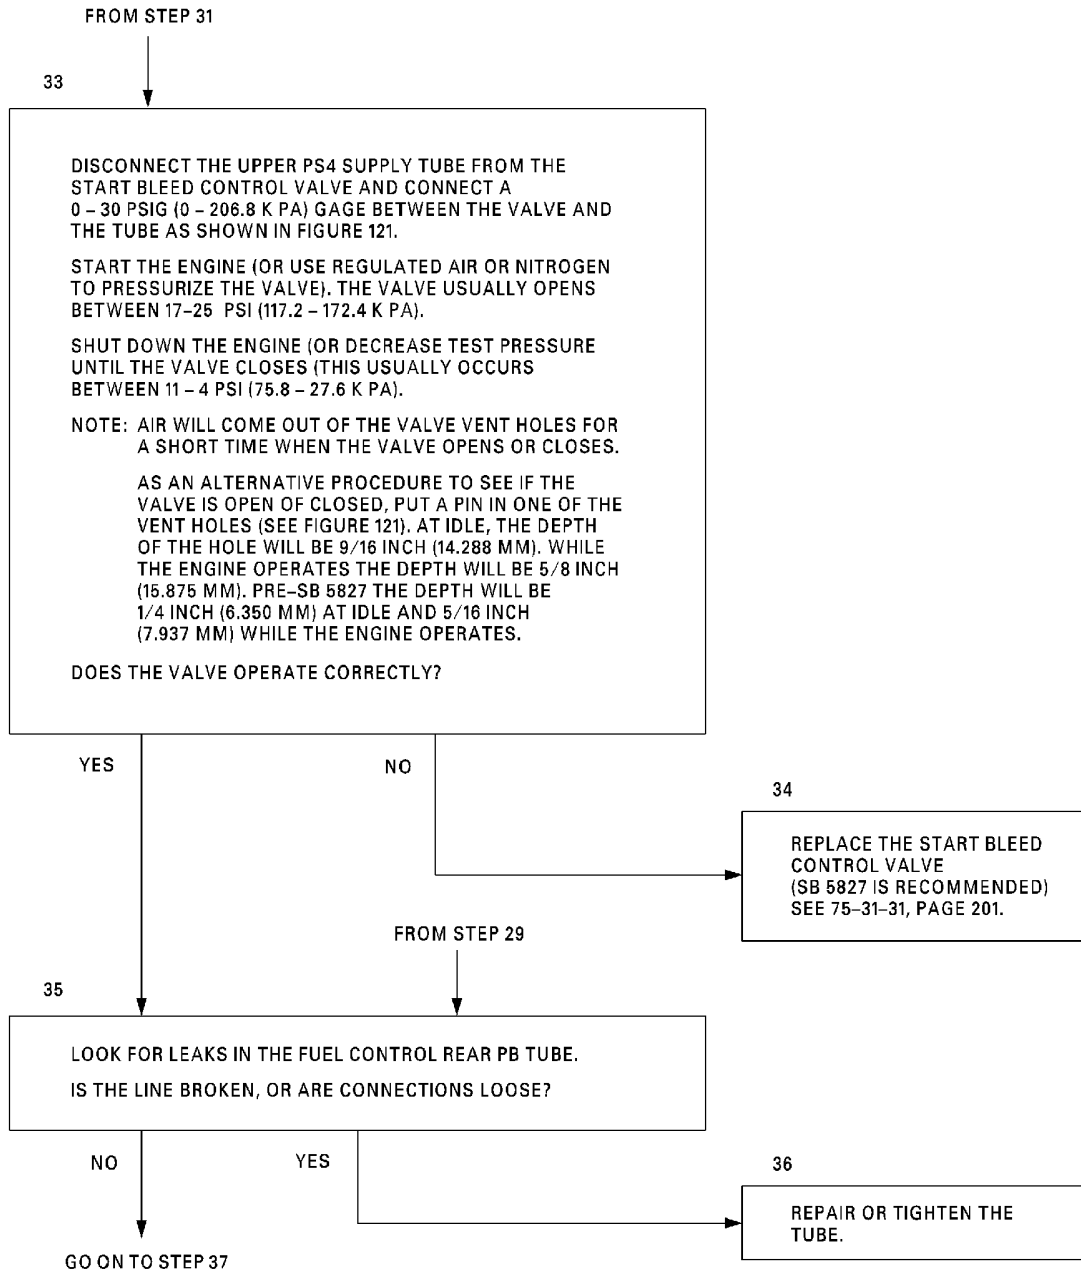 FROM STEP 31
33
DISCONNECT THE UPPER PS4 SUPPLY TUBE FROM THE
START BLEED CONTROL VALVE AND CONNECT A
0 – 30 PSIG (0 – 206.8 K PA) GAGE BETWEEN THE VALVE AND
THE TUBE AS SHOWN IN FIGURE 121.
START THE ENGINE (OR USE REGULATED AIR OR NITROGEN
TO PRESSURIZE THE VALVE). THE VALVE USUALLY OPENS
BETWEEN 17–25 PSI (117.2 – 172.4 K PA).
SHUT DOWN THE ENGINE (OR DECREASE TEST PRESSURE
UNTIL THE VALVE CLOSES (THIS USUALLY OCCURS
BETWEEN 11 – 4 PSI (75.8 – 27.6 K PA).
NOTE: AIR WILL COME OUT OF THE VALVE VENT HOLES FOR
A SHORT TIME WHEN THE VALVE OPENS OR CLOSES.
AS AN ALTERNATIVE PROCEDURE TO SEE IF THE
VALVE IS OPEN OF CLOSED, PUT A PIN IN ONE OF THE
VENT HOLES (SEE FIGURE 121). AT IDLE, THE DEPTH
OF THE HOLE WILL BE 9/16 INCH (14.288 MM). WHILE
THE ENGINE OPERATES THE DEPTH WILL BE 5/8 INCH
(15.875 MM). PRE–SB 5827 THE DEPTH WILL BE
1/4 INCH (6.350 MM) AT IDLE AND 5/16 INCH
(7.937 MM) WHILE THE ENGINE OPERATES.
DOES THE VALVE OPERATE CORRECTLY?
YES
NO
34
REPLACE THE START BLEED
CONTROL VALVE
(SB 5827 IS RECOMMENDED)
SEE 75–31–31, PAGE 201.
FROM STEP 29
35
LOOK FOR LEAKS IN THE FUEL CONTROL REAR PB TUBE.
IS THE LINE BROKEN, OR ARE CONNECTIONS LOOSE?
NO
YES
36
REPAIR OR TIGHTEN THE
TUBE.
GO ON TO STEP 37